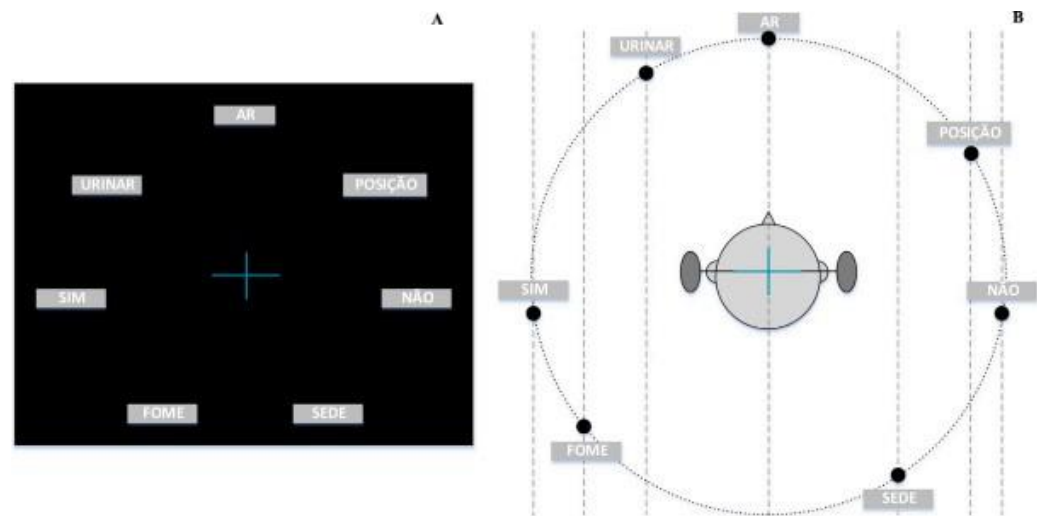 A
AR
URINAR
POSIÇÃO
SIM
NÃO
FOME
SEDE
B
AR
URINAR
POSIÇÃO
SIM
NÃO
FOME
SEDE